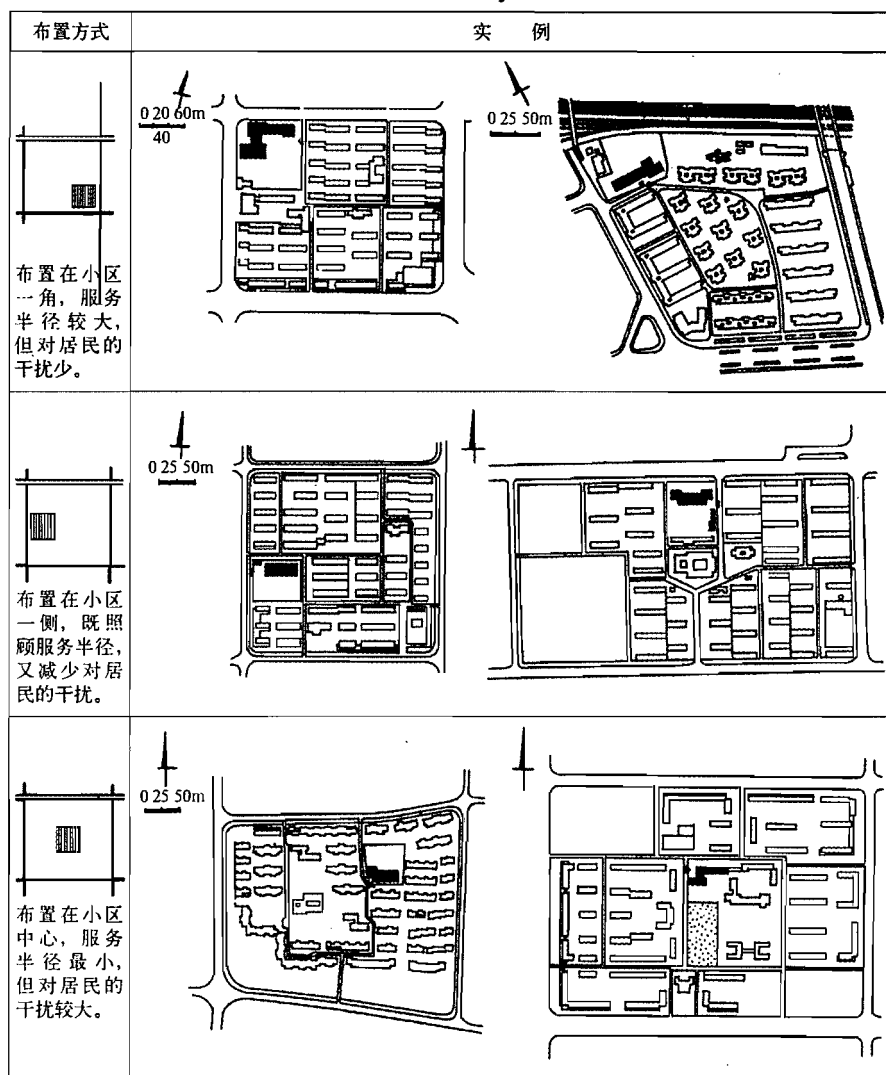 布置方式
实 例
0 20 60m
40
0 25 50m
布置在小区
一角，服务
半径较大，
但对居民的
干扰少。
0 25 50m
布置在小区
一侧，既照
顾服务半径，
又减少对居
民的干扰。
0 25 50m
布置在小区
中心，服务
半径最小，
但对居民的
干扰较大。